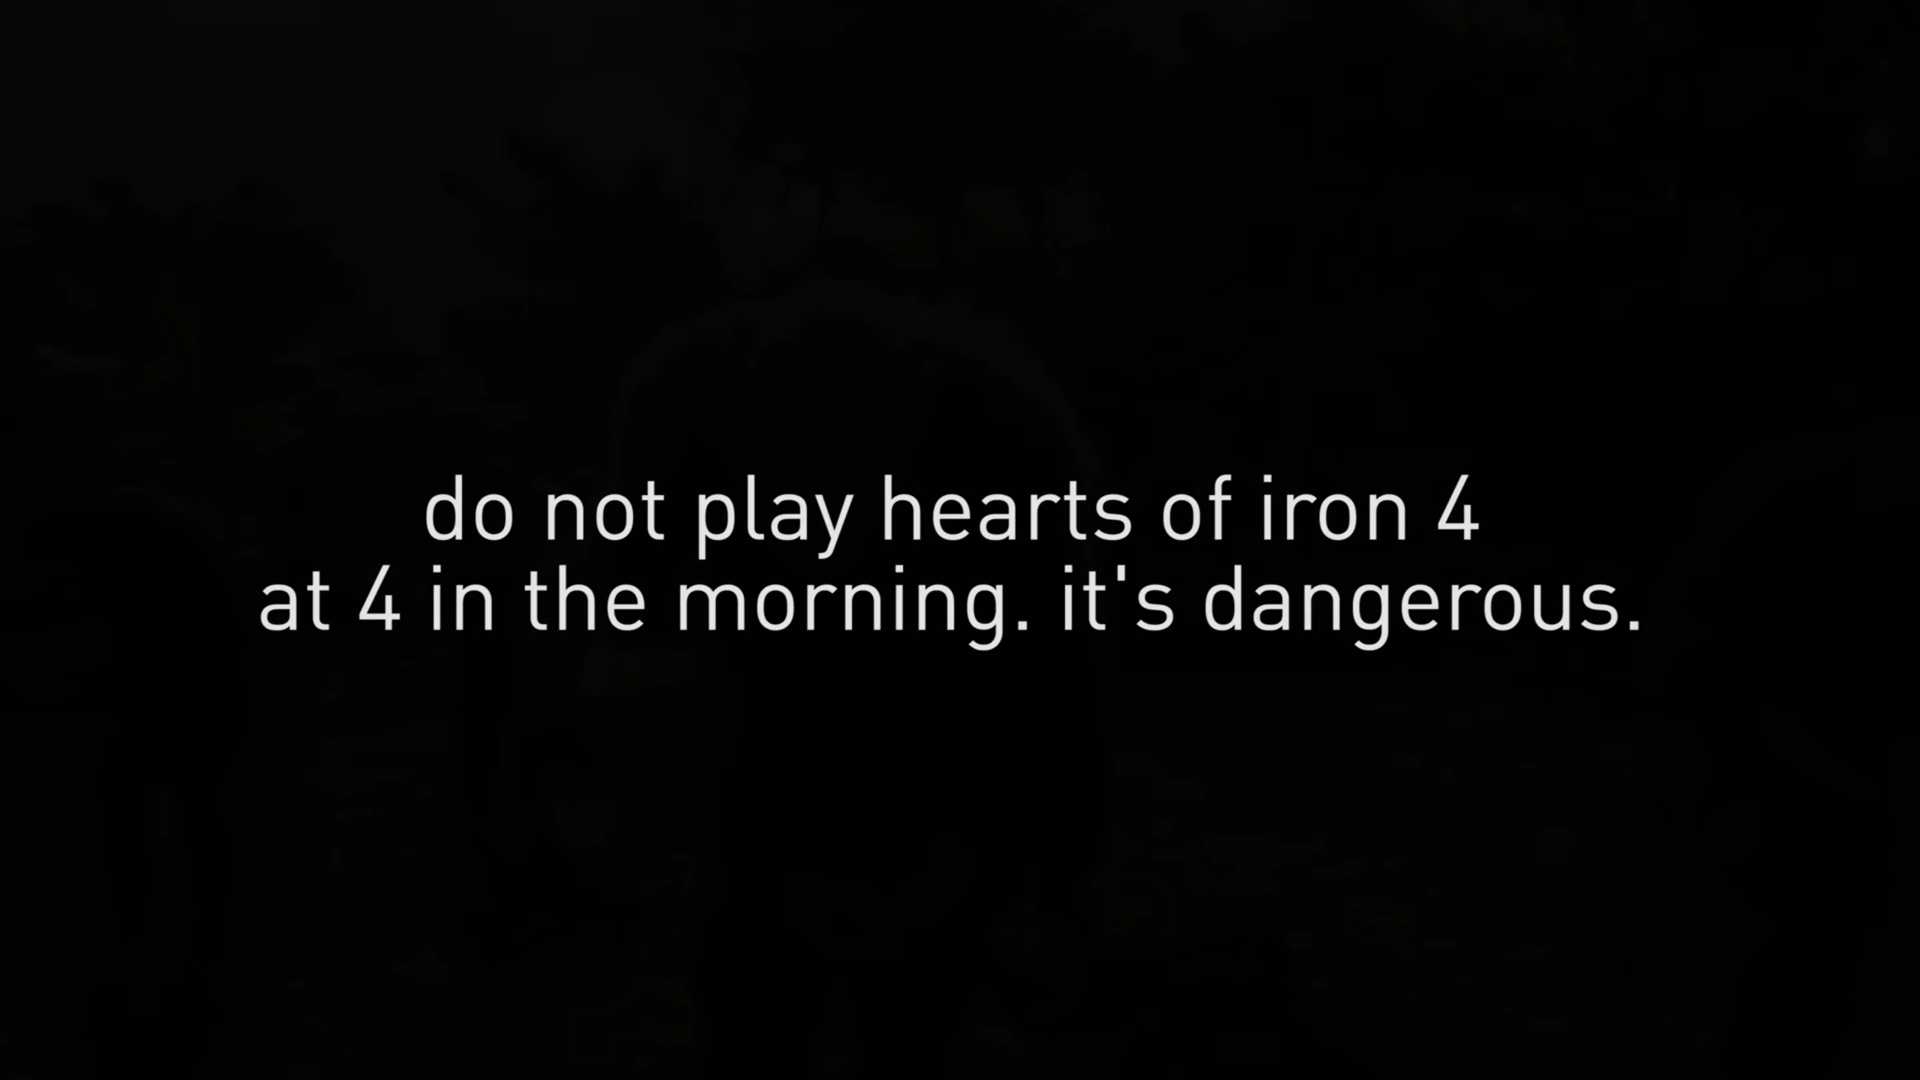 do not play hearts of iron 4
at 4 in the morning. it's dangerous.